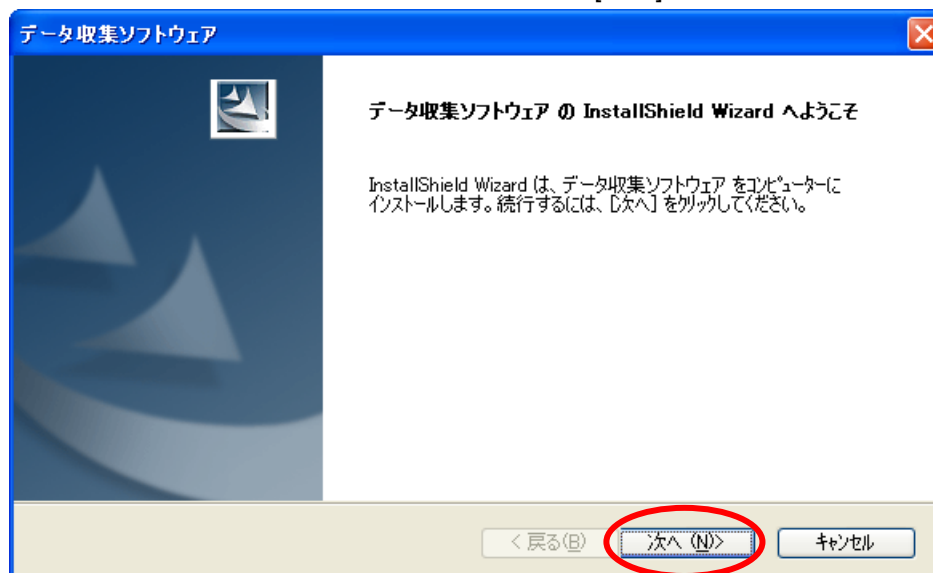 データ収集ソフトウェア
データ収集ソフトウェア の InstallShield Wizard へようこそ
InstallShield Wizard は、データ収集ソフトウェア をコンピューターに
インストールします。続行するには、[次へ] をクリックしてください。
< 戻る(B)
次へ (N)>
キャンセル